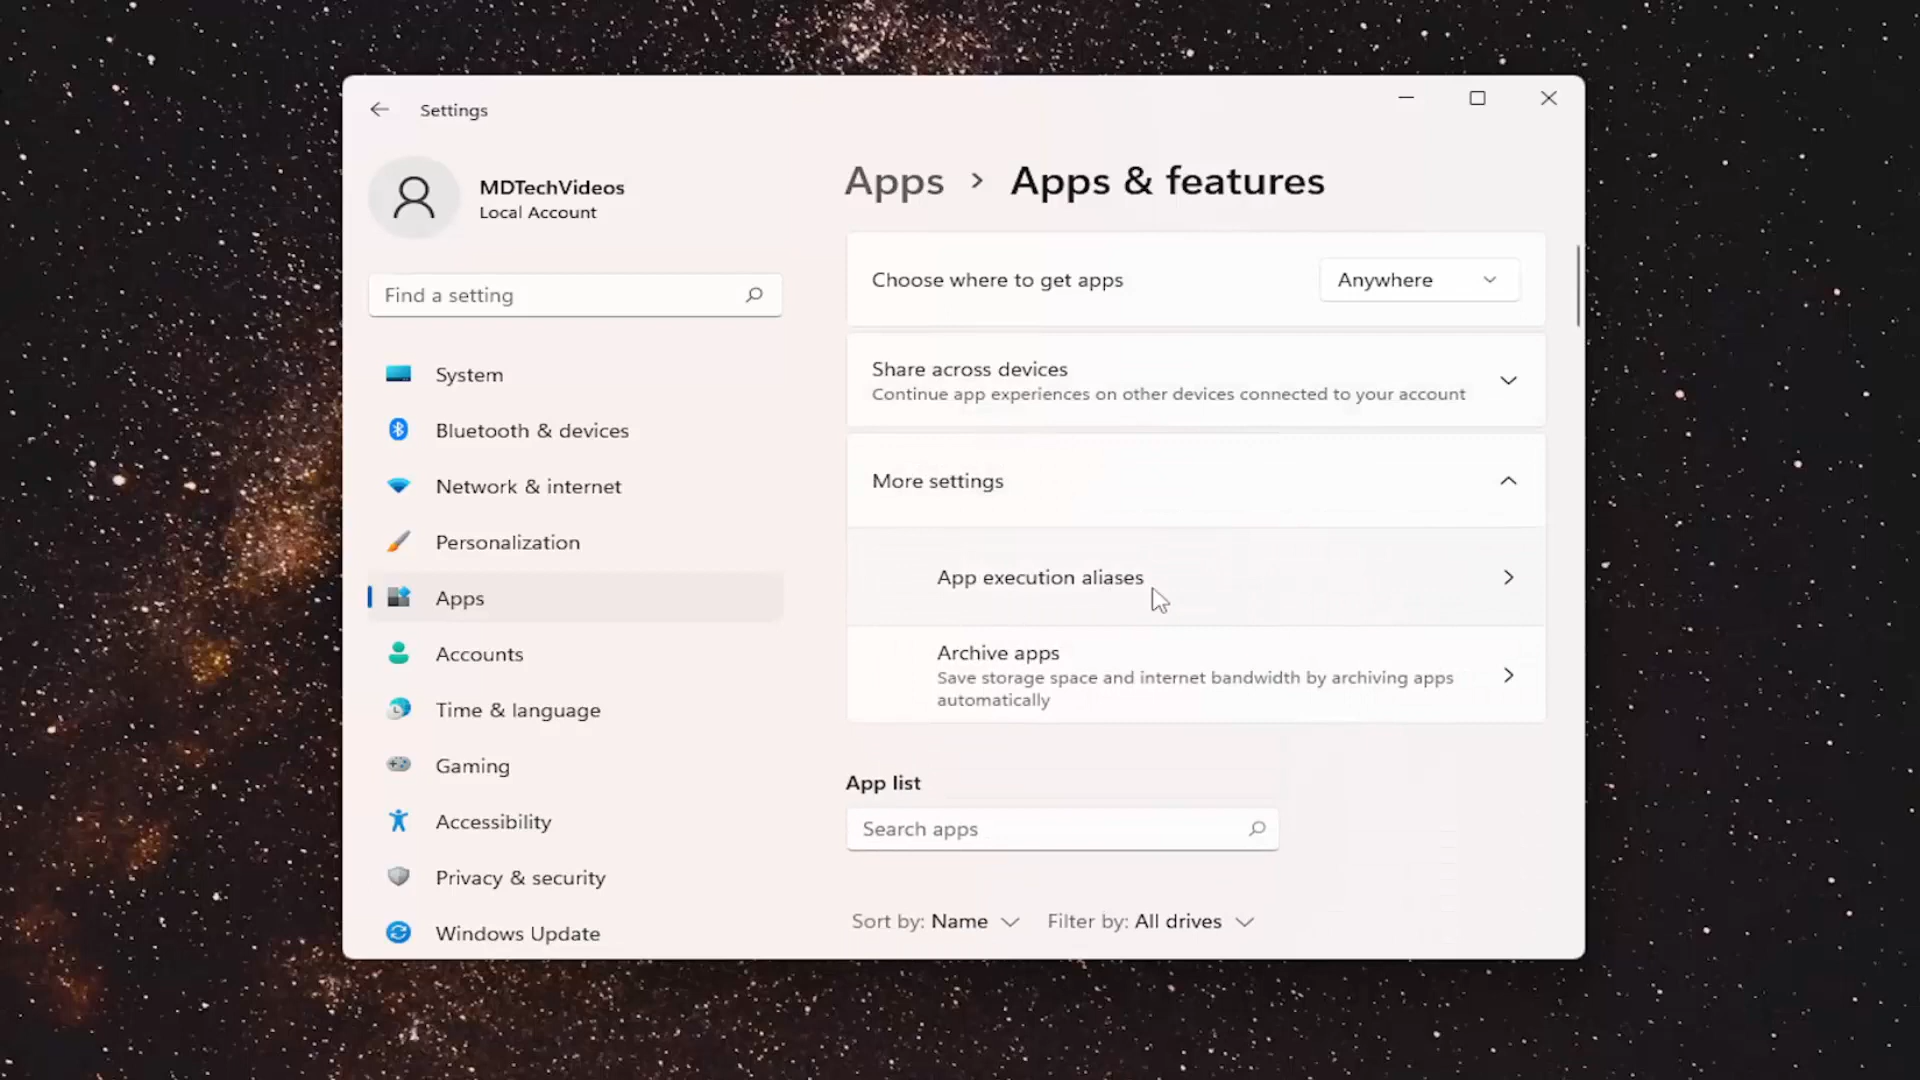 Settings
MDTechVideos
Local Account
Find a setting
System
Bluetooth & devices
Network & internet
Personalization
Apps
Accounts
Time & language
Gaming
Accessibility
Privacy & security
Windows Update
Apps > Apps & features
Choose where to get apps
Anywhere
Share across devices
Continue app experiences on other devices connected to your account
More settings
App execution aliases
Archive apps
Save storage space and internet bandwidth by archiving apps
automatically
App list
Search apps
Sort by: Name
Filter by: All drives